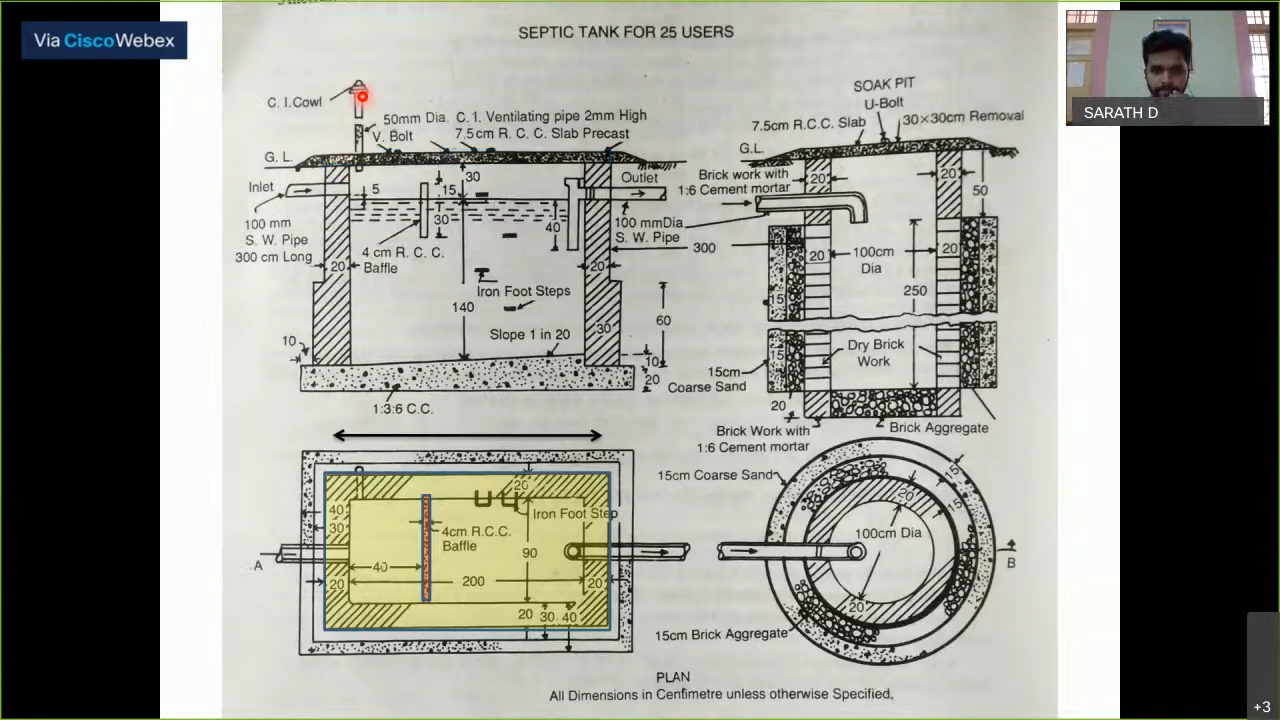 Via Cisco Webex
SEPTIC TANK FOR 25 USERS
SARATH D
C. I. Cowl
50mm Dia. C. I. Ventilating pipe 2mm High
V. Bolt
7.5cm R. C. C. Slab Precast
G. L.
30
Inlet
5
15
Outlet
30
40
100 mm
S. W. Pipe
300 cm Long
4 cm R. C. C.
Baffle
100 mmDia
S. W. Pipe
300
20
20
Iron Foot Steps
140
60
Slope 1 in 20
30
10
10
20
1:3:6 C.C.
SOAK PIT
U-Bolt
7.5cm R.C.C. Slab
30×30cm Removal
G.L.
Brick work with
1:6 Cement mortar
20
20
50
20
100cm
Dia
20
250
15
15
Dry Brick
Work
15cm
Coarse Sand
20
Brick Work with
1:6 Cement mortar
Brick Aggregate
15cm Coarse Sand
20
40
30
Iron Foot Step
4cm R.C.C.
Baffle
90
A
40
20
200
20
20 30 40
15
15
20
100cm Dia
B
20
15cm Brick Aggregate
PLAN
All Dimensions in Centimetre unless otherwise Specified.
+3